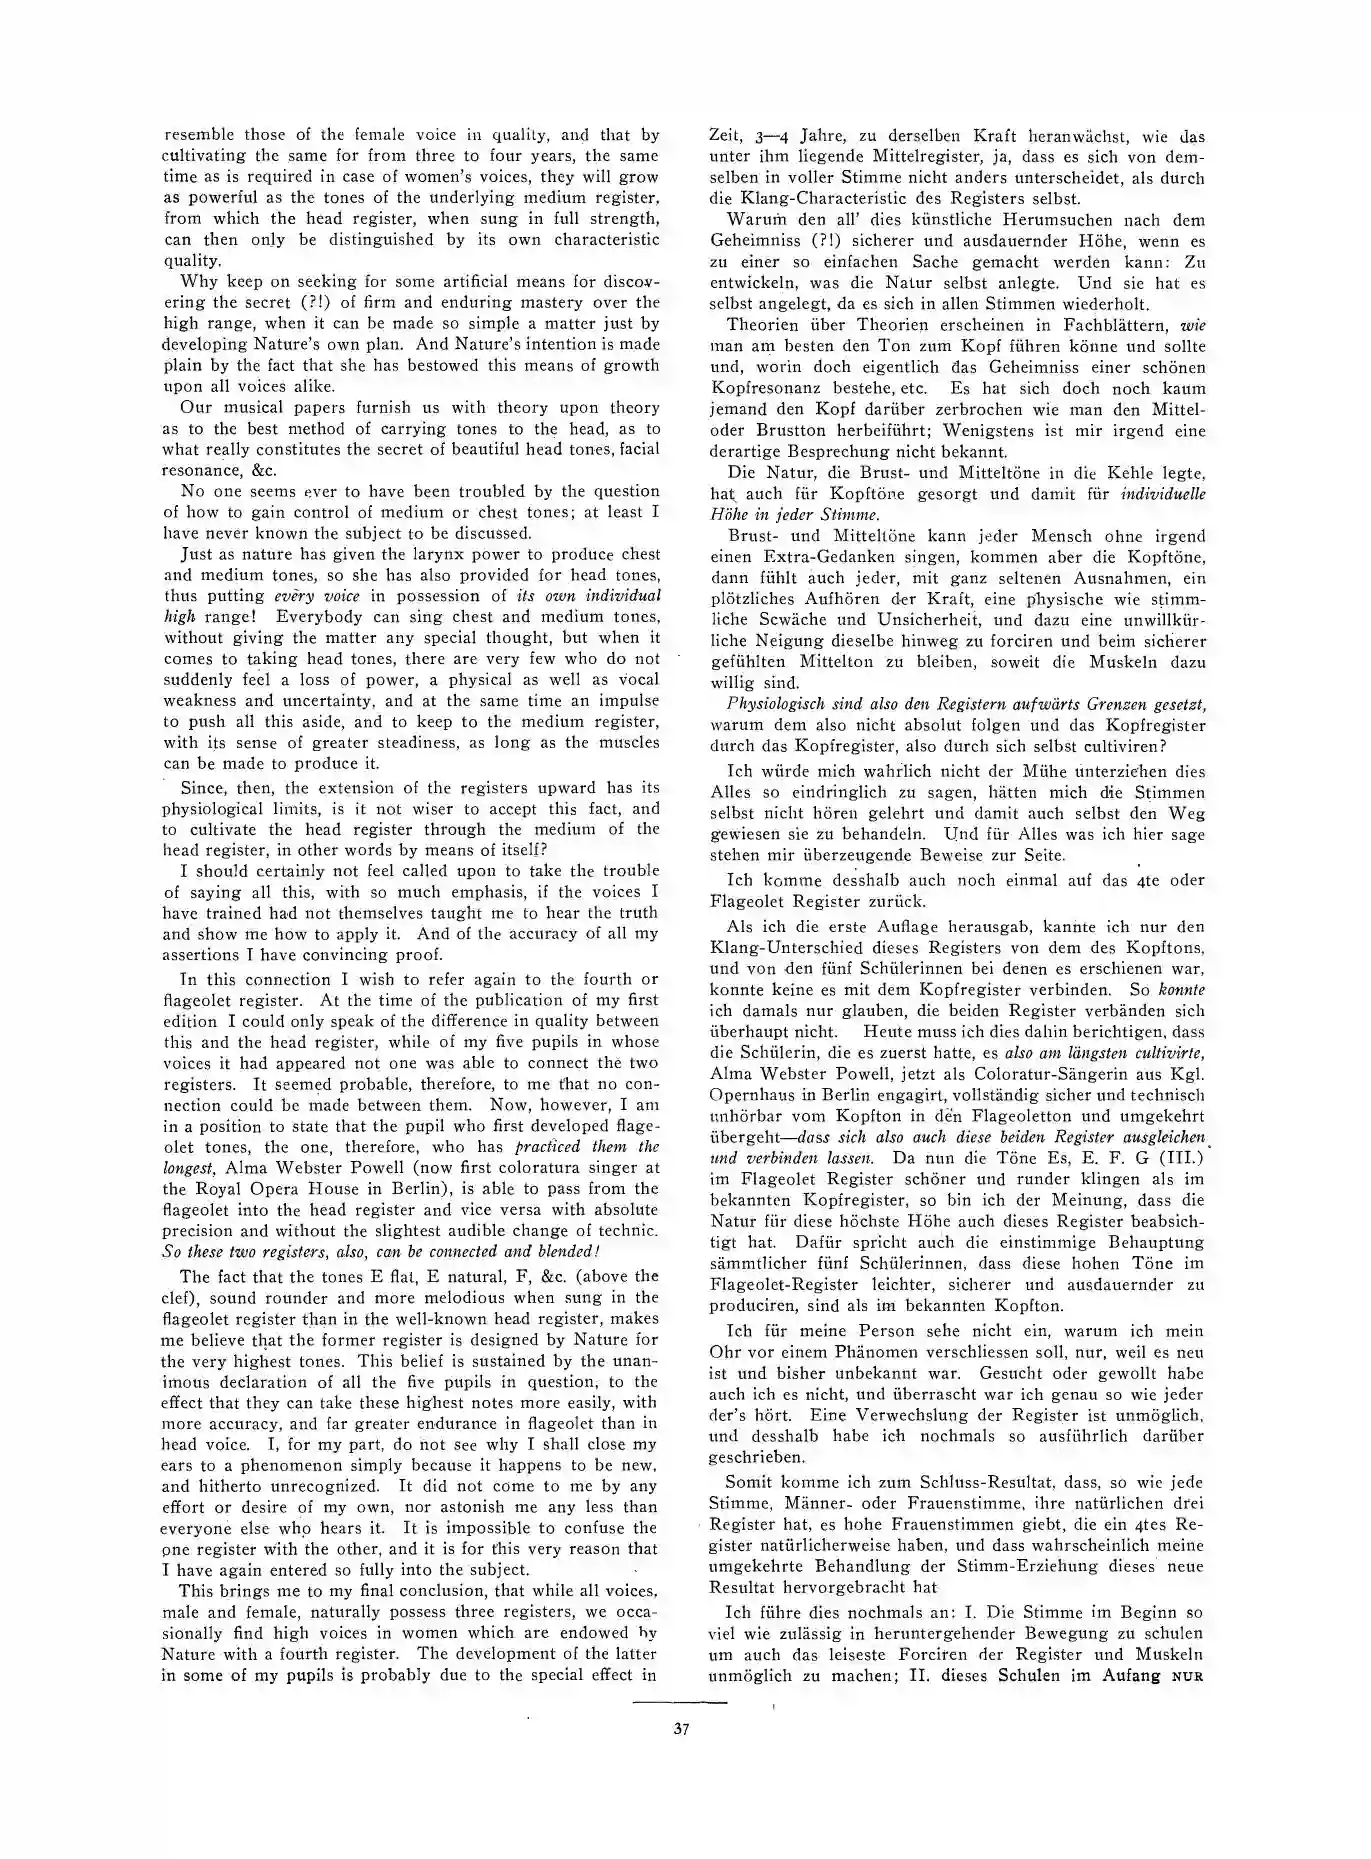 resemble those of the female voice in quality, and that by
cultivating the same for from three to four years, the same
time as is required in case of women's voices, they will grow
as powerful as the tones of the underlying medium register,
from which the head register, when sung in full strength,
can then only be distinguished by its own characteristic
quality.
Why keep on seeking for some artificial means for discov-
ering the secret (?!) of firm and enduring mastery over the
high range, when it can be made so simple a matter just by
developing Nature's own plan. And Nature's intention is made
plain by the fact that she has bestowed this means of growth
upon all voices alike.
Our musical papers furnish us with theory upon theory
as to the best method of carrying tones to the head, as to
what really constitutes the secret of beautiful head tones, facial
resonance, &c.
No one seems ever to have been troubled by the question
of how to gain control of medium or chest tones; at least I
have never known the subject to be discussed.
Just as nature has given the larynx power to produce chest
and medium tones, so she has also provided for head tones,
thus putting every voice in possession of its own individual
high range! Everybody can sing chest and medium tones,
without giving the matter any special thought, but when it
comes to taking head tones, there are very few who do not
suddenly feel a loss of power, a physical as well as vocal
weakness and uncertainty, and at the same time an impulse
to push all this aside, and to keep to the medium register,
with its sense of greater steadiness, as long as the muscles
can be made to produce it.
Since, then, the extension of the registers upward has its
physiological limits, is it not wiser to accept this fact, and
to cultivate the head register through the medium of the
head register, in other words by means of itself?
I should certainly not feel called upon to take the trouble
of saying all this, with so much emphasis, if the voices I
have trained had not themselves taught me to hear the truth
and show me how to apply it. And of the accuracy of all my
assertions I have convincing proof.
In this connection I wish to refer again to the fourth or
flageolet register. At the time of the publication of my first
edition I could only speak of the difference in quality between
this and the head register, while of my five pupils in whose
voices it had appeared not one was able to connect the two
registers. It seemed probable, therefore, to me that no con-
nection could be made between them. Now, however, I am
in a position to state that the pupil who first developed flage-
olet tones, the one, therefore, who has practiced them the
longest, Alma Webster Powell (now first coloratura singer at
the Royal Opera House in Berlin), is able to pass from the
flageolet into the head register and vice versa with absolute
precision and without the slightest audible change of technic.
So these two registers, also, can be connected and blended!
The fact that the tones E flat, E natural, F, &c. (above the
clef), sound rounder and more melodious when sung in the
flageolet register than in the well-known head register, makes
me believe that the former register is designed by Nature for
the very highest tones. This belief is sustained by the unan-
imous declaration of all the five pupils in question, to the
effect that they can take these highest notes more easily, with
more accuracy, and far greater endurance in flageolet than in
head voice. I, for my part, do not see why I shall close my
ears to a phenomenon simply because it happens to be new,
and hitherto unrecognized. It did not come to me by any
effort or desire of my own, nor astonish me any less than
everyone else who hears it. It is impossible to confuse the
one register with the other, and it is for this very reason that
I have again entered so fully into the subject.
This brings me to my final conclusion, that while all voices,
male and female, naturally possess three registers, we occa-
sionally find high voices in women which are endowed by
Nature with a fourth register. The development of the latter
in some of my pupils is probably due to the special effect in
Zeit, 3—4 Jahre, zu derselben Kraft heranwächst, wie das
unter ihm liegende Mittelregister, ja, dass es sich von dem-
selben in voller Stimme nicht anders unterscheidet, als durch
die Klang-Characteristic des Registers selbst.
Warum den all' dies künstliche Herumsuchen nach dem
Geheimniss (?!) sicherer und ausdauernder Höhe, wenn es
zu einer so einfachen Sache gemacht werden kann: Zu
entwickeln, was die Natur selbst anlegte. Und sie hat es
selbst angelegt, da es sich in allen Stimmen wiederholt.
Theorien über Theorien erscheinen in Fachblättern, wie
man am besten den Ton zum Kopf führen könne und sollte
und, worin doch eigentlich das Geheimniss einer schönen
Kopfresonanz bestehe, etc. Es hat sich doch noch kaum
jemand den Kopf darüber zerbrochen wie man den Mittel-
oder Brustton herbeiführt; Wenigstens ist mir irgend eine
derartige Besprechung nicht bekannt.
Die Natur, die Brust- und Mitteltöne in die Kehle legte,
hat auch für Kopftöne gesorgt und damit für individuelle
Höhe in jeder Stimme.
Brust- und Mitteltöne kann jeder Mensch ohne irgend
einen Extra-Gedanken singen, kommen aber die Kopftöne,
dann fühlt auch jeder, mit ganz seltenen Ausnahmen, ein
plötzliches Aufhören der Kraft, eine physische wie stimm-
liche Scwäche und Unsicherheit, und dazu eine unwillkür-
liche Neigung dieselbe hinweg zu forciren und beim sicherer
gefühlten Mittelton zu bleiben, soweit die Muskeln dazu
willig sind.
Physiologisch sind also den Registern aufwärts Grenzen gesetzt,
warum dem also nicht absolut folgen und das Kopfregister
durch das Kopfregister, also durch sich selbst cultiviren?
Ich würde mich wahrlich nicht der Mühe unterziehen dies
Alles so eindringlich zu sagen, hätten mich die Stimmen
selbst nicht hören gelehrt und damit auch selbst den Weg
gewiesen sie zu behandeln. Und für Alles was ich hier sage
stehen mir überzeugende Beweise zur Seite.
Ich komme desshalb auch noch einmal auf das 4te oder
Flageolet Register zurück.
Als ich die erste Auflage herausgab, kannte ich nur den
Klang-Unterschied dieses Registers von dem des Kopftons,
und von den fünf Schülerinnen bei denen es erschienen war,
konnte keine es mit dem Kopfregister verbinden. So konnte
ich damals nur glauben, die beiden Register verbänden sich
überhaupt nicht. Heute muss ich dies dahin berichtigen, dass
die Schülerin, die es zuerst hatte, es also am längsten cultivirte,
Alma Webster Powell, jetzt als Coloratur-Sängerin aus Kgl.
Opernhaus in Berlin engagirt, vollständig sicher und technisch
unhörbar vom Kopfton in den Flageoletton und umgekehrt
übergeht—dass sich also auch diese beiden Register ausgleichen
und verbinden lassen. Da nun die Töne Es, E. F. G (III.)
im Flageolet Register schöner und runder klingen als im
bekannten Kopfregister, so bin ich der Meinung, dass die
Natur für diese höchste Höhe auch dieses Register beabsich-
tigt hat. Dafür spricht auch die einstimmige Behauptung
sämmtlicher fünf Schülerinnen, dass diese hohen Töne im
Flageolet-Register leichter, sicherer und ausdauernder zu
produciren, sind als im bekannten Kopfton.
Ich für meine Person sehe nicht ein, warum ich mein
Ohr vor einem Phänomen verschliessen soll, nur, weil es neu
ist und bisher unbekannt war. Gesucht oder gewollt habe
auch ich es nicht, und überrascht war ich genau so wie jeder
der's hört. Eine Verwechslung der Register ist unmöglich,
und desshalb habe ich nochmals so ausführlich darüber
geschrieben.
Somit komme ich zum Schluss-Resultat, dass, so wie jede
Stimme, Männer- oder Frauenstimme, ihre natürlichen drei
Register hat, es hohe Frauenstimmen giebt, die ein 4tes Re-
gister natürlicherweise haben, und dass wahrscheinlich meine
umgekehrte Behandlung der Stimm-Erziehung dieses neue
Resultat hervorgebracht hat
Ich führe dies nochmals an: I. Die Stimme im Beginn so
viel wie zulässig in heruntergehender Bewegung zu schulen
um auch das leiseste Forciren der Register und Muskeln
unmöglich zu machen; II. dieses Schulen im Aufang NUR
37